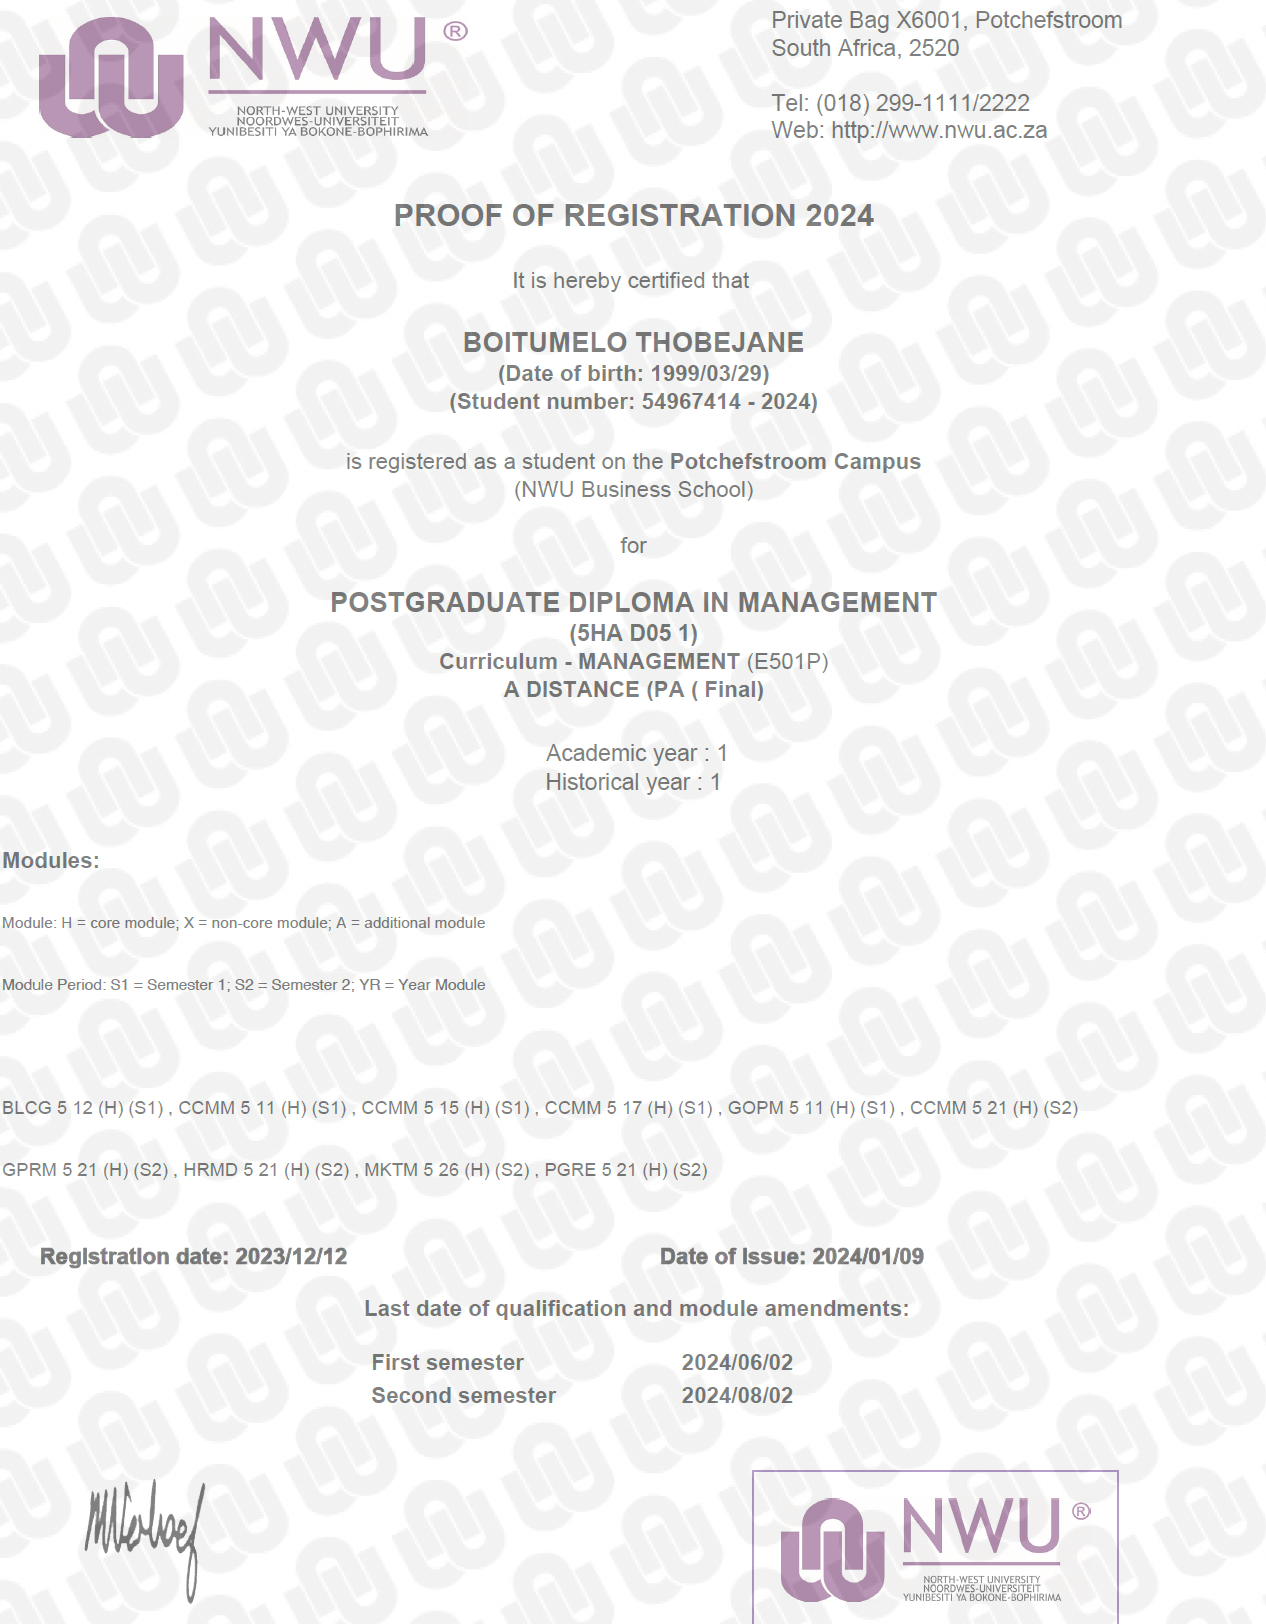 NWU ®
NORTH-WEST UNIVERSITY
NOORDWES-UNIVERSITEIT
YUNIBESITI YA BOKONE-BOPHIRIMA
Private Bag X6001, Potchefstroom
South Africa, 2520
Tel: (018) 299-1111/2222
Web: http://www.nwu.ac.za
PROOF OF REGISTRATION 2024
It is hereby certified that
BOITUMELO THOBEJANE
(Date of birth: 1999/03/29)
(Student number: 54967414 - 2024)
is registered as a student on the Potchefstroom Campus
(NWU Business School)
for
POSTGRADUATE DIPLOMA IN MANAGEMENT
(5HA D05 1)
Curriculum - MANAGEMENT (E501P)
A DISTANCE (PA ( Final)
Academic year : 1
Historical year : 1
Modules:
Module: H = core module; X = non-core module; A = additional module
Module Period: S1 = Semester 1; S2 = Semester 2; YR = Year Module
BLCG 5 12 (H) (S1) , CCMM 5 11 (H) (S1) , CCMM 5 15 (H) (S1) , CCMM 5 17 (H) (S1) , GOPM 5 11 (H) (S1) , CCMM 5 21 (H) (S2)
GPRM 5 21 (H) (S2) , HRMD 5 21 (H) (S2) , MKTM 5 26 (H) (S2) , PGRE 5 21 (H) (S2)
Registration date: 2023/12/12
Date of Issue: 2024/01/09
Last date of qualification and module amendments:
First semester 2024/06/02
Second semester 2024/08/02
NWU ®
NORTH-WEST UNIVERSITY
NOORDWES-UNIVERSITEIT
YUNIBESITI YA BOKONE-BOPHIRIMA